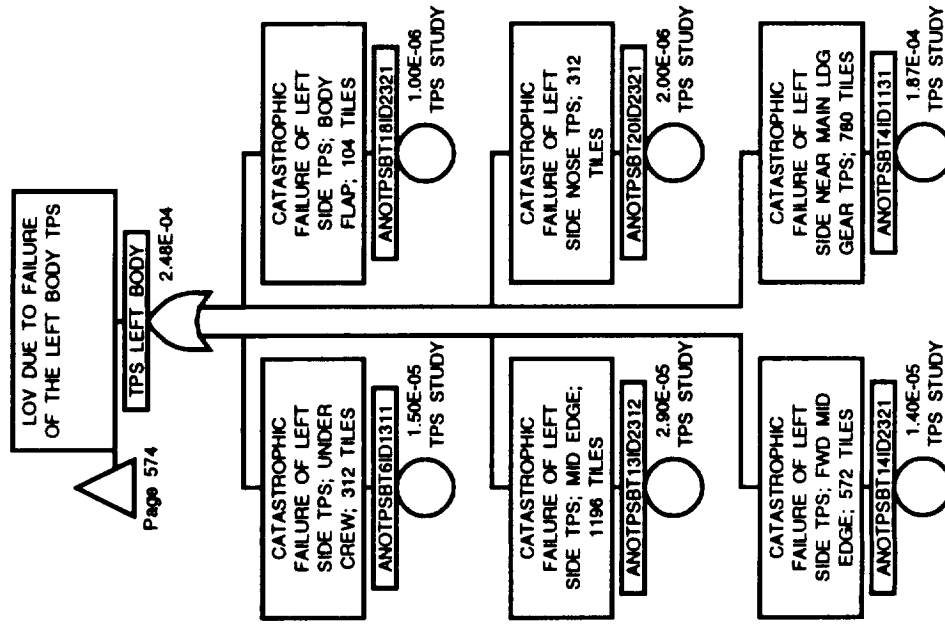 LOV DUE TO FAILURE
OF THE LEFT BODY TPS
TPS LEFT BODY
2.48E-04
Page 574
CATASTROPHIC
FAILURE OF LEFT
SIDE TPS; UNDER
CREW; 312 TILES
ANOTPSBT6ID1311
1.50E-05
TPS STUDY
CATASTROPHIC
FAILURE OF LEFT
SIDE TPS; BODY
FLAP; 104 TILES
ANOTPSBT18ID2321
1.00E-06
TPS STUDY
CATASTROPHIC
FAILURE OF LEFT
SIDE TPS; MID EDGE;
1196 TILES
ANOTPSBT13ID2312
2.90E-05
TPS STUDY
CATASTROPHIC
FAILURE OF LEFT
SIDE NOSE TPS; 312
TILES
ANOTPSBT20ID2321
2.00E-06
TPS STUDY
CATASTROPHIC
FAILURE OF LEFT
SIDE TPS; FWD MID
EDGE; 572 TILES
ANOTPSBT14ID2321
1.40E-05
TPS STUDY
CATASTROPHIC
FAILURE OF LEFT
SIDE NEAR MAIN LDG
GEAR TPS; 780 TILES
ANOTPSBT4ID1131
1.87E-04
TPS STUDY